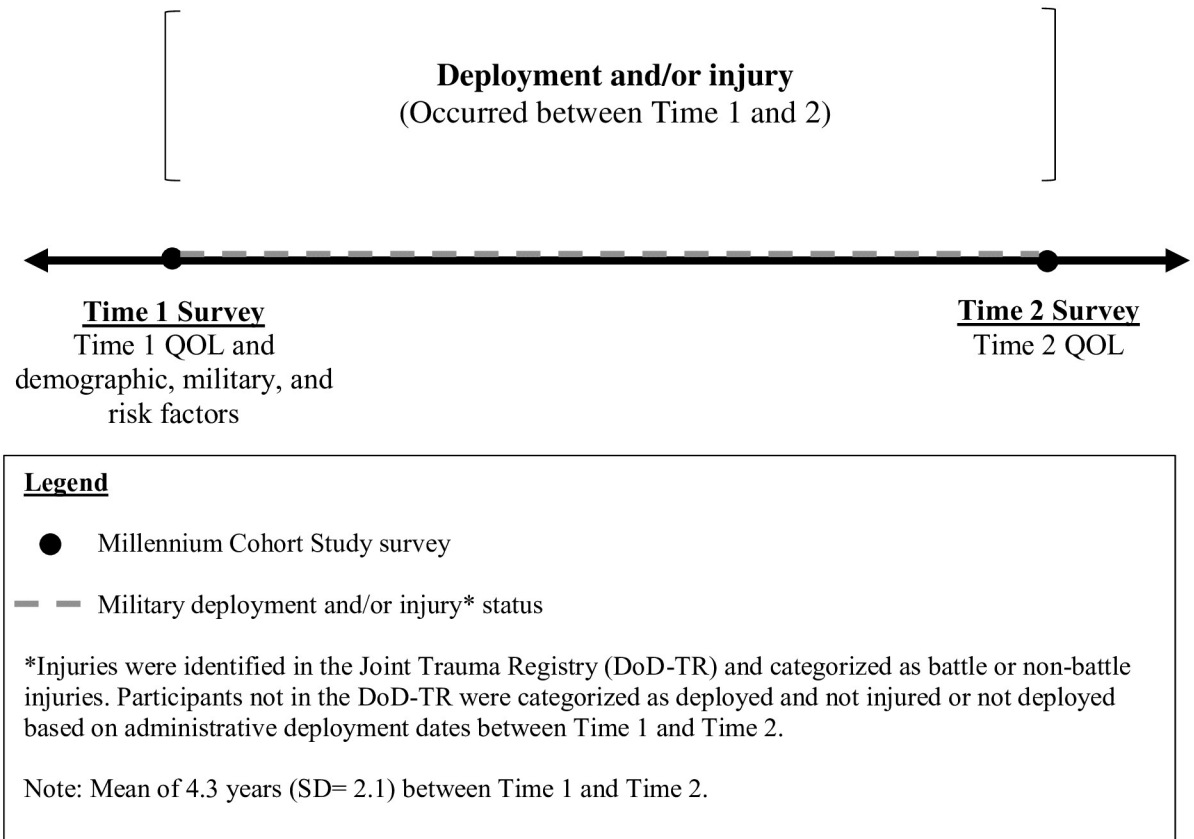 Deployment and/or injury
(Occurred between Time 1 and 2)
Time 1 Survey
Time 1 QOL and
demographic, military, and
risk factors
Time 2 Survey
Time 2 QOL
Legend
Millennium Cohort Study survey
Military deployment and/or injury* status
*Injuries were identified in the Joint Trauma Registry (DoD-TR) and categorized as battle or non-battle
injuries. Participants not in the DoD-TR were categorized as deployed and not injured or not deployed
based on administrative deployment dates between Time 1 and Time 2.
Note: Mean of 4.3 years (SD= 2.1) between Time 1 and Time 2.